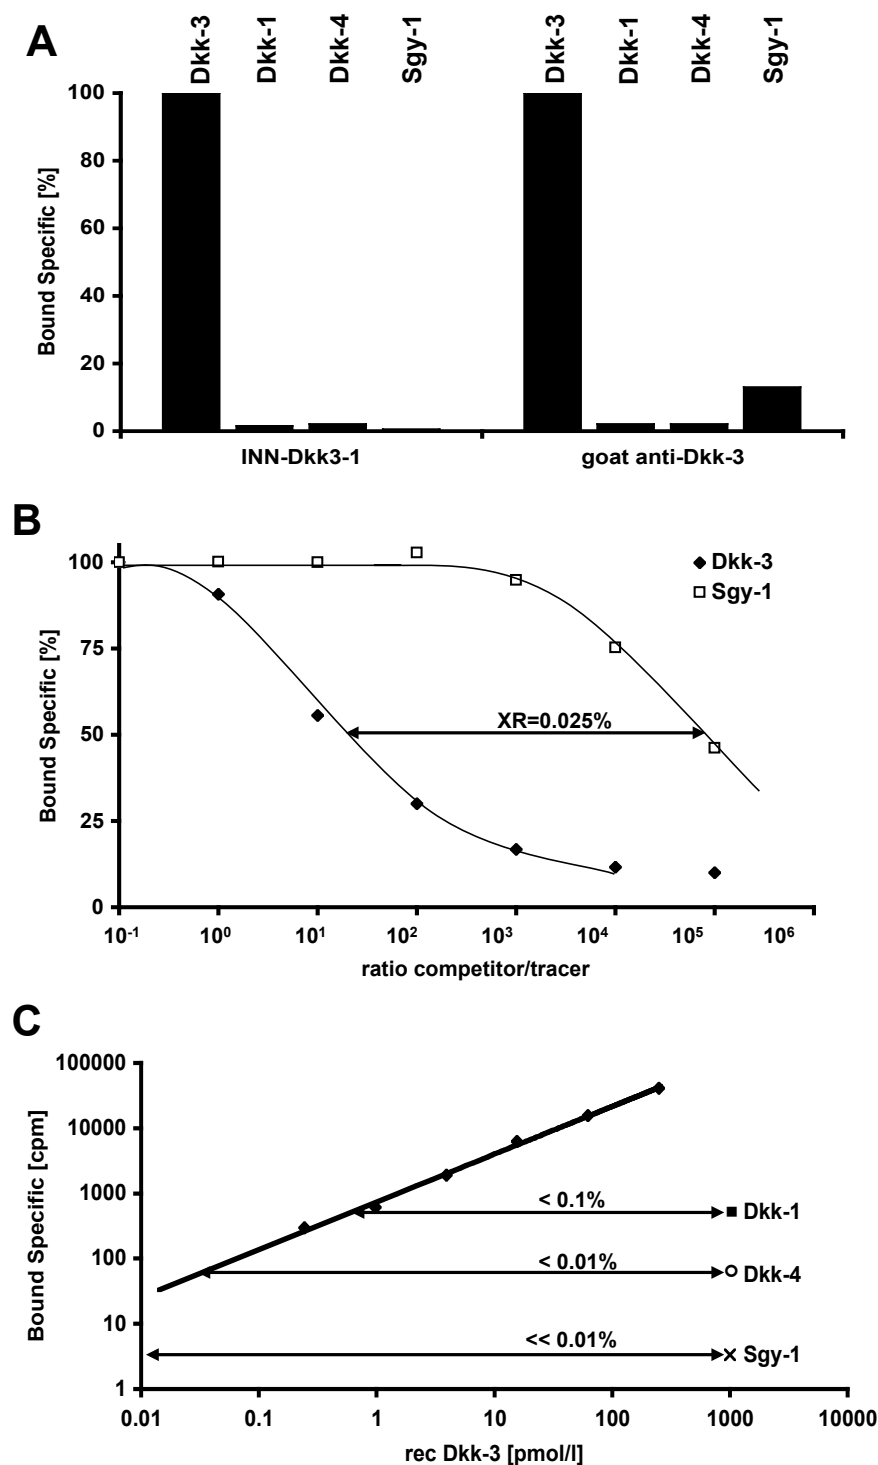 A
Dkk-3
Dkk-1
Dkk-4
Sgy-1
Dkk-3
Dkk-1
Dkk-4
Sgy-1
Bound Specific [%]
100
80
60
40
20
0
INN-Dkk3-1
goat anti-Dkk-3
B
Bound Specific [%]
100
75
50
25
0
Dkk-3
Sgy-1
XR=0.025%
10⁻¹ 10⁰ 10¹ 10² 10³ 10⁴ 10⁵ 10⁶
ratio competitor/tracer
C
Bound Specific [cpm]
100000
10000
1000
100
10
1
< 0.1%
Dkk-1
< 0.01%
Dkk-4
<< 0.01%
Sgy-1
0.01 0.1 1 10 100 1000 10000
rec Dkk-3 [pmol/l]